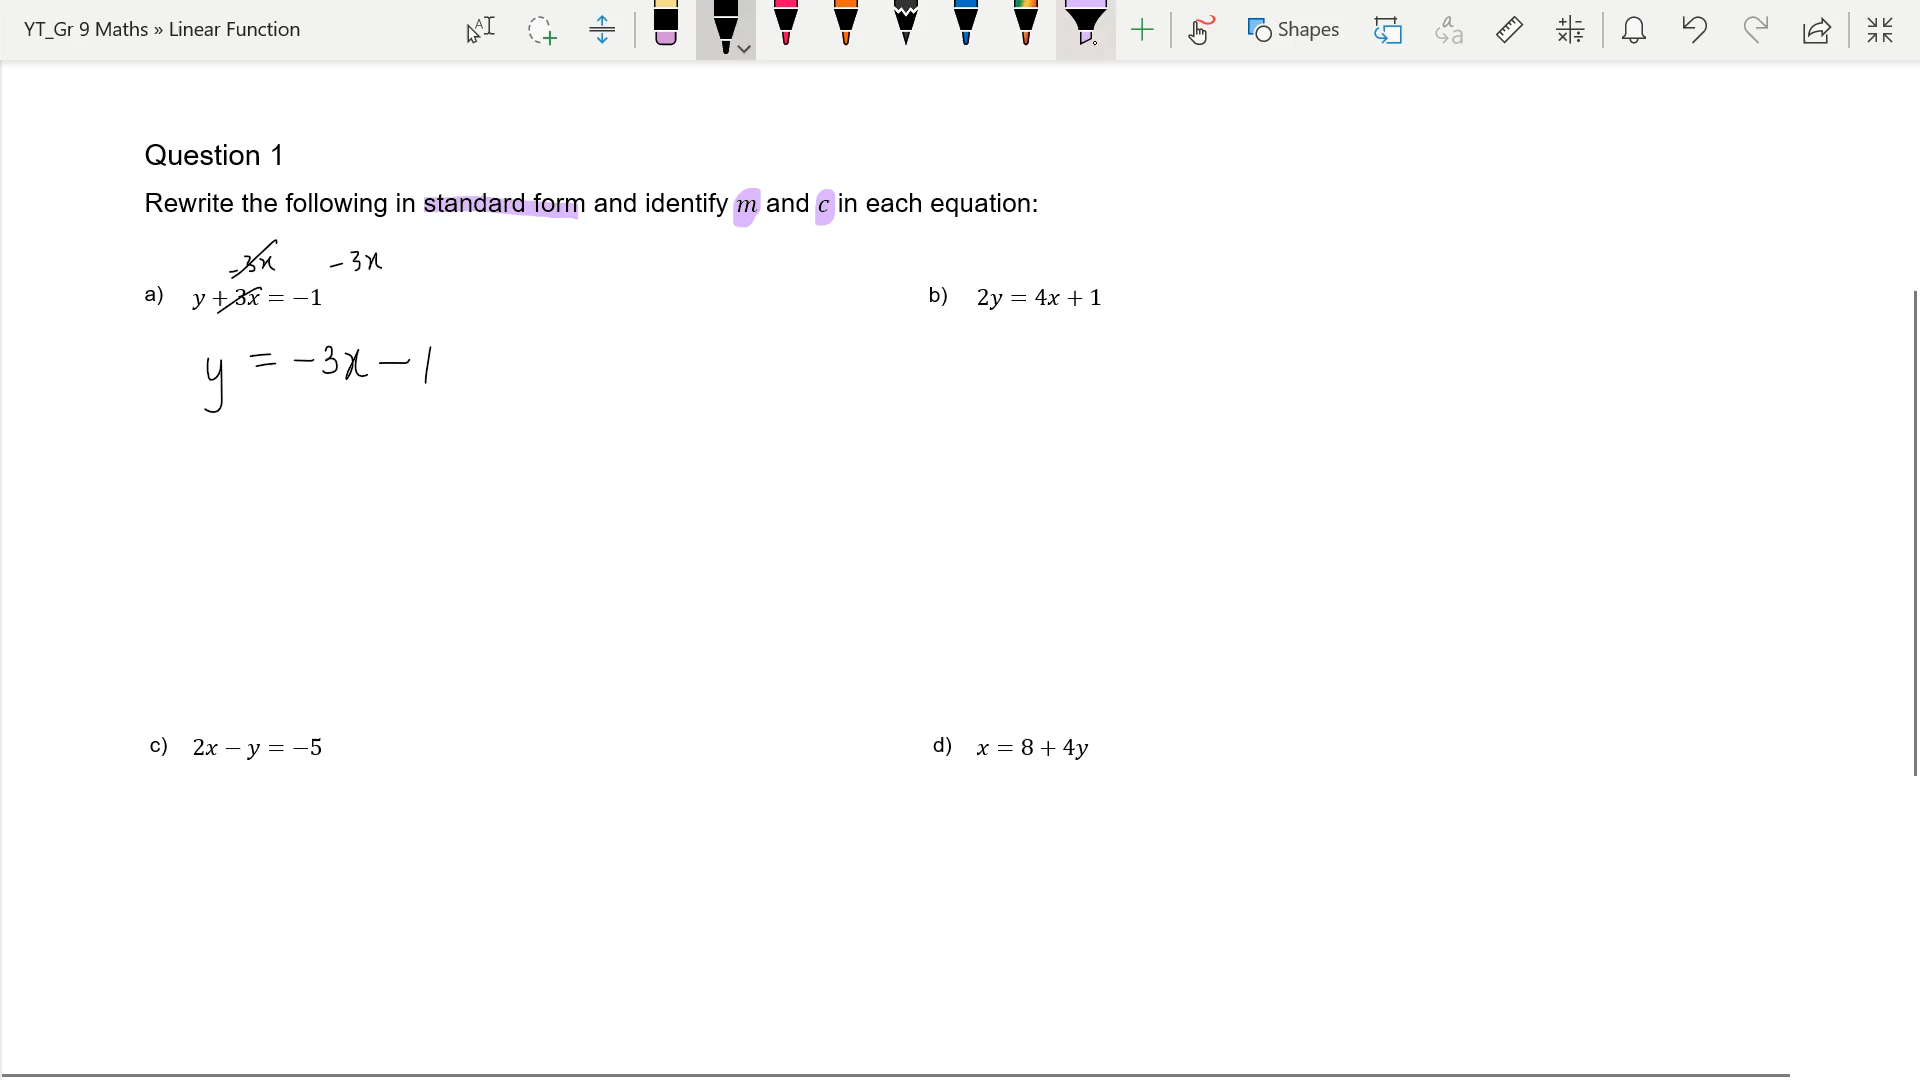 YT_Gr 9 Maths » Linear Function
Shapes
Question 1
Rewrite the following in standard form and identify m and c in each equation:
-3x -3x
a) y + 3x = −1
b) 2y = 4x + 1
y = -3x - 1
c) 2x − y = −5
d) x = 8 + 4y